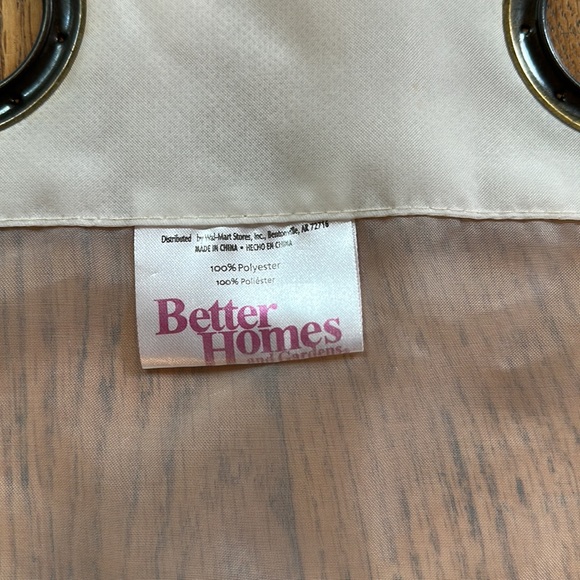 Distributed by Wal-Mart Stores, Inc., Bentonville, AR 72716
MADE IN CHINA • HECHO EN CHINA
100% Polyester
100% Poliéster
Better
Homes
and Gardens®